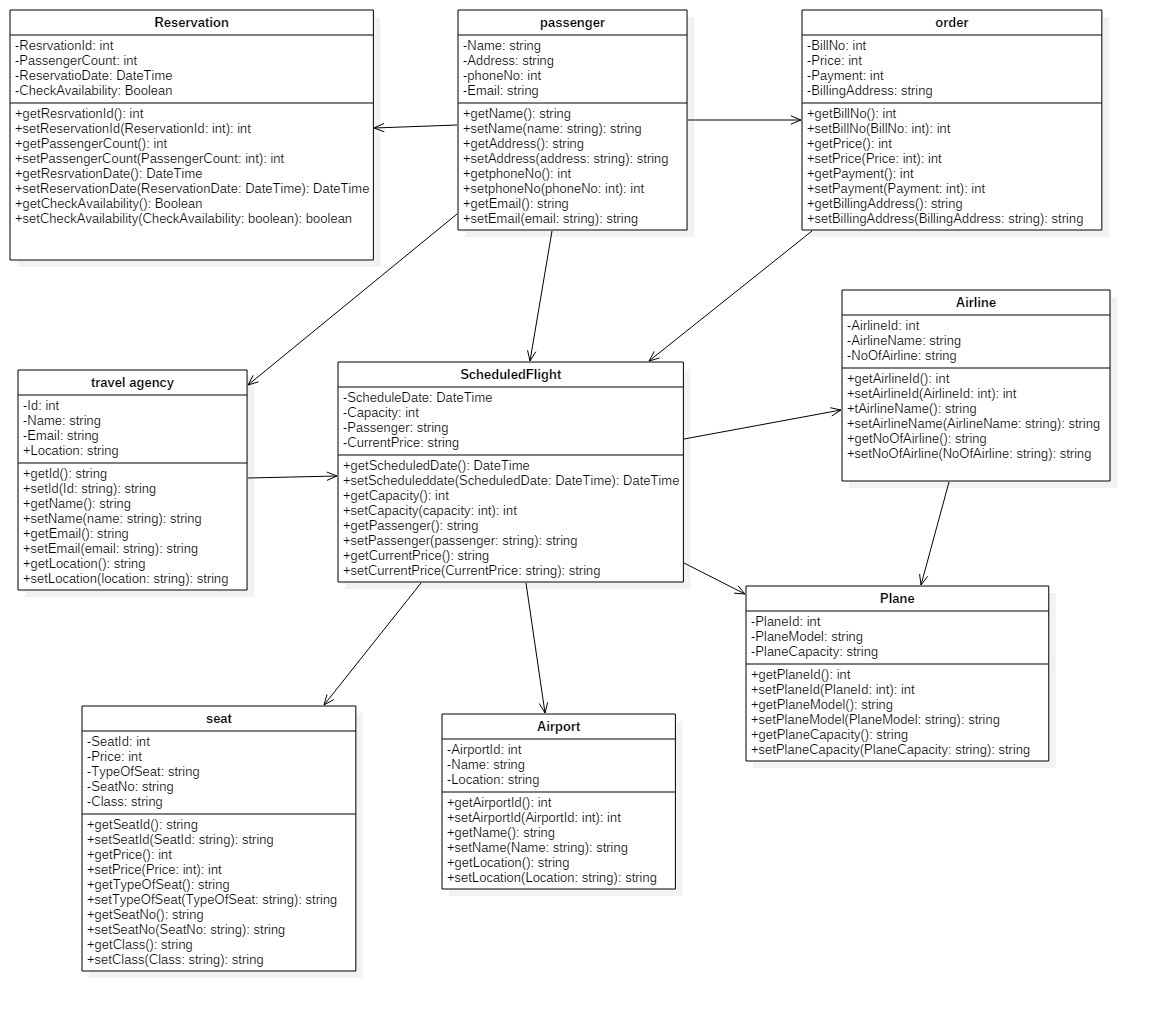 Reservation
-ResrvationId: int
-PassengerCount: int
-ReservatioDate: DateTime
-CheckAvailability: Boolean
+getResrvationId(): int
+setReservationId(ReservationId: int): int
+getPassengerCount(): int
+setPassengerCount(PassengerCount: int): int
+getResrvationDate(): DateTime
+setReservationDate(ReservationDate: DateTime): DateTime
+getCheckAvailability(): Boolean
+setCheckAvailability(CheckAvailability: boolean): boolean
passenger
-Name: string
-Address: string
-phoneNo: int
-Email: string
+getName(): string
+setName(name: string): string
+getAddress(): string
+setAddress(address: string): string
+getphoneNo(): int
+setphoneNo(phoneNo: int): int
+getEmail(): string
+setEmail(email: string): string
order
-BillNo: int
-Price: int
-Payment: int
-BillingAddress: string
+getBillNo(): int
+setBillNo(BillNo: int): int
+getPrice(): int
+setPrice(Price: int): int
+getPayment(): int
+setPayment(Payment: int): int
+getBillingAddress(): string
+setBillingAddress(BillingAddress: string): string
travel agency
-Id: int
-Name: string
-Email: string
+Location: string
+getId(): string
+setId(Id: string): string
+getName(): string
+setName(name: string): string
+getEmail(): string
+setEmail(email: string): string
+getLocation(): string
+setLocation(location: string): string
ScheduledFlight
-ScheduleDate: DateTime
-Capacity: int
-Passenger: string
-CurrentPrice: string
+getScheduledDate(): DateTime
+setScheduleddate(ScheduledDate: DateTime): DateTime
+getCapacity(): int
+setCapacity(capacity: int): int
+getPassenger(): string
+setPassenger(passenger: string): string
+getCurrentPrice(): string
+setCurrentPrice(CurrentPrice: string): string
Airline
-AirlineId: int
-AirlineName: string
-NoOfAirline: string
+getAirlineId(): int
+setAirlineId(AirlineId: int): int
+tAirlineName(): string
+setAirlineName(AirlineName: string): string
+getNoOfAirline(): string
+setNoOfAirline(NoOfAirline: string): string
Plane
-PlaneId: int
-PlaneModel: string
-PlaneCapacity: string
+getPlaneId(): int
+setPlaneId(PlaneId: int): int
+getPlaneModel(): string
+setPlaneModel(PlaneModel: string): string
+getPlaneCapacity(): string
+setPlaneCapacity(PlaneCapacity: string): string
seat
-SeatId: int
-Price: int
-TypeOfSeat: string
-SeatNo: string
-Class: string
+getSeatId(): string
+setSeatId(SeatId: string): string
+getPrice(): int
+setPrice(Price: int): int
+getTypeOfSeat(): string
+setTypeOfSeat(TypeOfSeat: string): string
+getSeatNo(): string
+setSeatNo(SeatNo: string): string
+getClass(): string
+setClass(Class: string): string
Airport
-AirportId: int
-Name: string
-Location: string
+getAirportId(): int
+setAirportId(AirportId: int): int
+getName(): string
+setName(Name: string): string
+getLocation(): string
+setLocation(Location: string): string